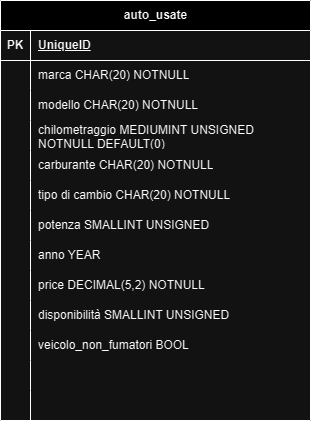 auto_usate
PK UniqueID
marca CHAR(20) NOTNULL
modello CHAR(20) NOTNULL
chilometraggio MEDIUMINT UNSIGNED
NOTNULL DEFAULT(0)
carburante CHAR(20) NOTNULL
tipo di cambio CHAR(20) NOTNULL
potenza SMALLINT UNSIGNED
anno YEAR
price DECIMAL(5,2) NOTNULL
disponibilità SMALLINT UNSIGNED
veicolo_non_fumatori BOOL